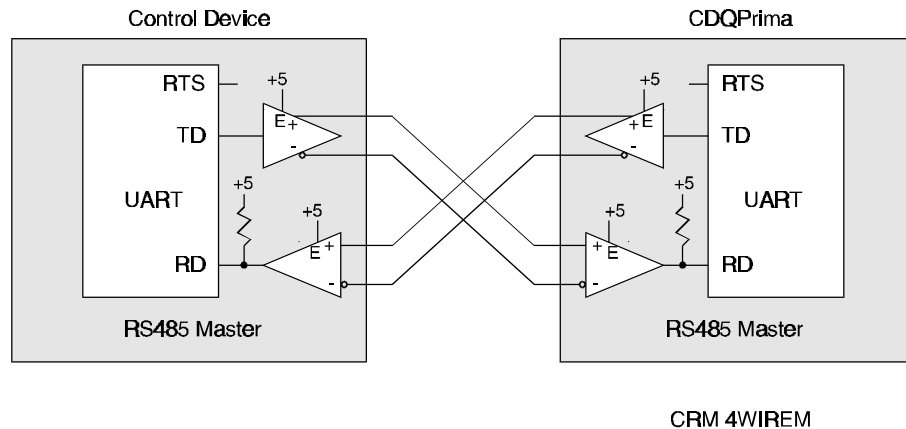 Control Device
CDQPrima
RTS
+5
E
+
-
TD
UART
+5
+5
E
+
-
RD
RS485 Master
+5
E
+
-
RTS
TD
UART
+5
+5
E
+
-
RD
RS485 Master
CRM 4WIREM